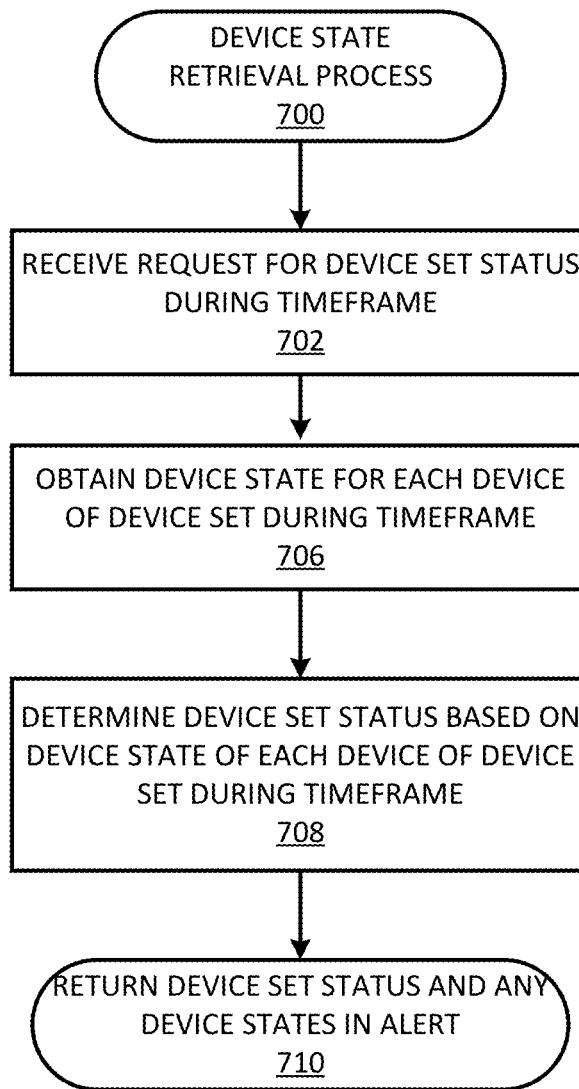 DEVICE STATE
RETRIEVAL PROCESS
700
RECEIVE REQUEST FOR DEVICE SET STATUS
DURING TIMEFRAME
702
OBTAIN DEVICE STATE FOR EACH DEVICE
OF DEVICE SET DURING TIMEFRAME
706
DETERMINE DEVICE SET STATUS BASED ON
DEVICE STATE OF EACH DEVICE OF DEVICE
SET DURING TIMEFRAME
708
RETURN DEVICE SET STATUS AND ANY
DEVICE STATES IN ALERT
710